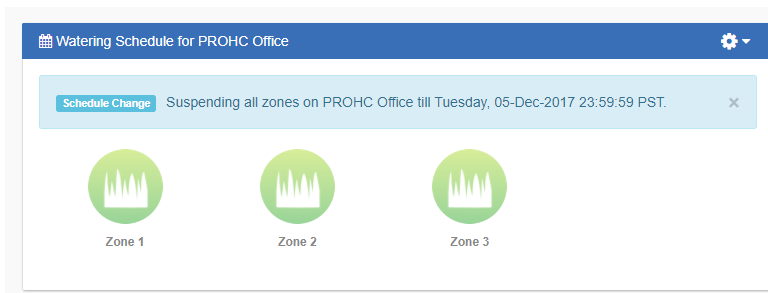 Watering Schedule for PROHC Office
Schedule Change Suspending all zones on PROHC Office till Tuesday, 05-Dec-2017 23:59:59 PST. ×
Zone 1 Zone 2 Zone 3